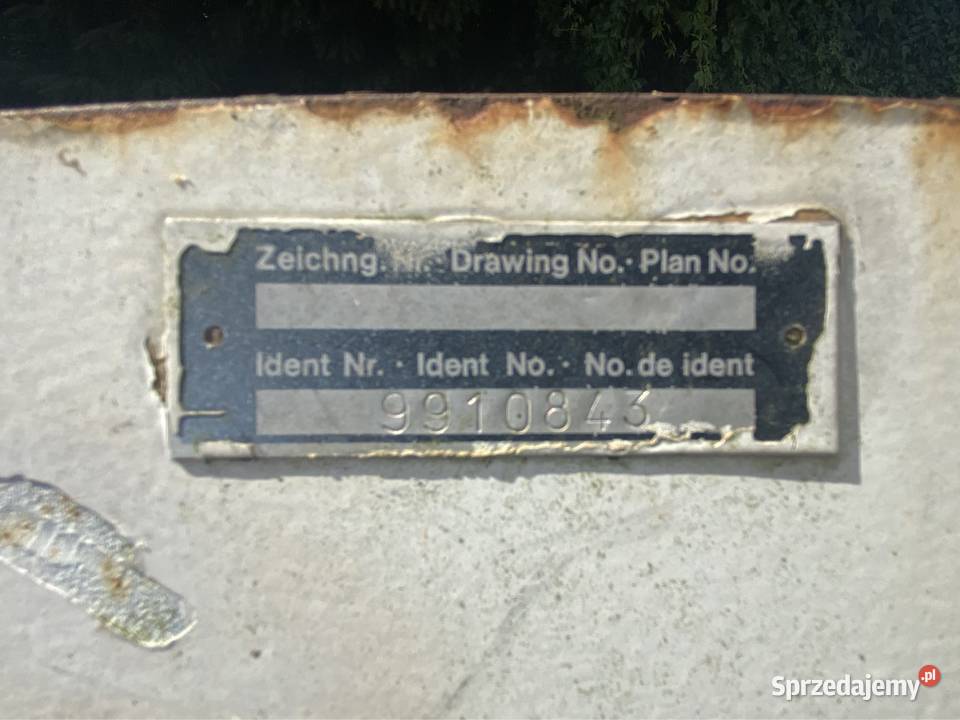 Zeichng. Nr. · Drawing No. · Plan No.
Ident Nr. · Ident No. · No. de ident
9910843
Sprzedajemy.pl